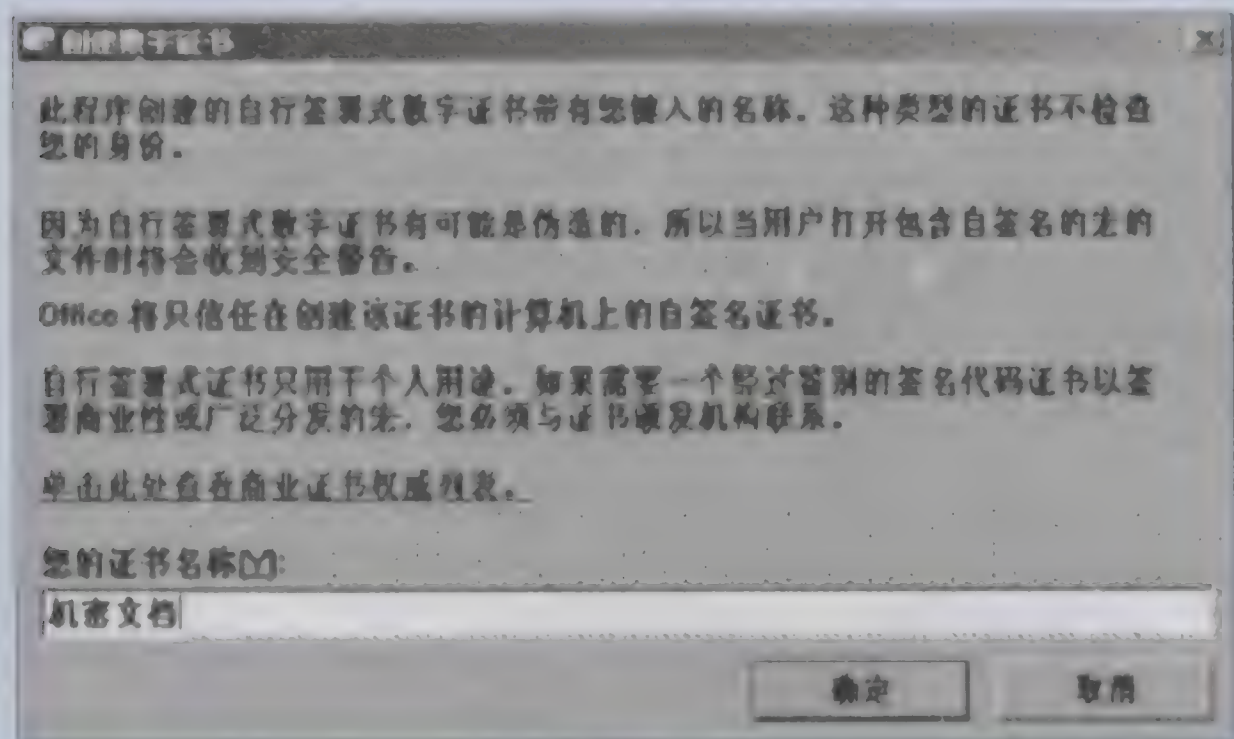 创建数字证书
此程序创建的自行签署式数字证书带有您键入的名称。这种类型的证书不检查
您的身份。
因为自行签署式数字证书有可能是伪造的，所以当用户打开包含自签名的宏的
文件时将会收到安全警告。
Office 将只信任在创建该证书的计算机上的自签名证书。
自行签署式证书只用于个人用途。如果需要一个经过鉴别的签名代码证书以签
署商业性或广泛分发的宏，您必须与证书颁发机构联系。
单击此处查看商业证书权威列表。
您的证书名称(Y):
机密文档
确定
取消